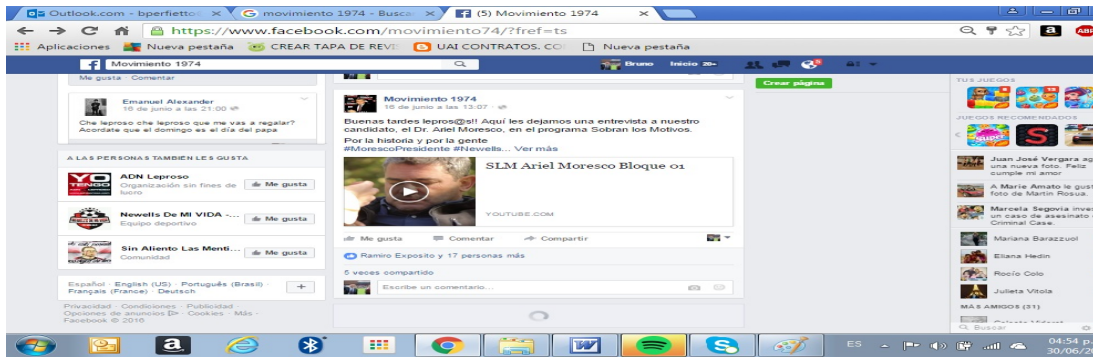 Outlook.com - bperfietto
movimiento 1974 - Busca
(5) Movimiento 1974
https://www.facebook.com/movimiento74/?fref=ts
Aplicaciones
Nueva pestaña
CREAR TAPA DE REVI
UAI CONTRATOS. CO
Nueva pestaña
Movimiento 1974
Bruno
Inicio 20+
Me gusta · Comentar
Emanuel Alexander
16 de junio a las 21:00
Che leproso che leproso que me vas a regalar?
Acordate que el domingo es el día del papa
A LAS PERSONAS TAMBIÉN LES GUSTA
YO TENGO
ADN Leproso
Organización sin fines de
lucro
Me gusta
Newells De MI VIDA -...
Equipo deportivo
Me gusta
Sin Aliento Las Menti...
Comunidad
Me gusta
Español · English (US) · Português (Brasil) ·
Français (France) · Deutsch
Privacidad · Condiciones · Publicidad ·
Opciones de anuncios · Cookies · Más ·
Facebook © 2016
Movimiento 1974
16 de junio a las 13:07 ·
Buenas tardes lepros@s!! Aquí les dejamos una entrevista a nuestro
candidato, el Dr. Ariel Moresco, en el programa Sobran los Motivos.
Por la historia y por la gente
#MorescoPresidente #Newells... Ver más
SLM Ariel Moresco Bloque 01
YOUTUBE.COM
Me gusta
Comentar
Compartir
Ramiro Exposito y 17 personas más
5 veces compartido
Escribe un comentario...
Crear página
TUS JUEGOS
JUEGOS RECOMENDADOS
Juan José Vergara ag
una nueva foto. Feliz
cumple mi amor
A Marie Amato le gus
foto de Martin Rosua.
Marcela Segovia inve
un caso de asesinato
Criminal Case.
Mariana Barazzuol
Eliana Hedin
Rocío Colo
Julieta Vitola
MÁS AMIGOS (31)
Buscar
ES
04:54 p.
30/06/20